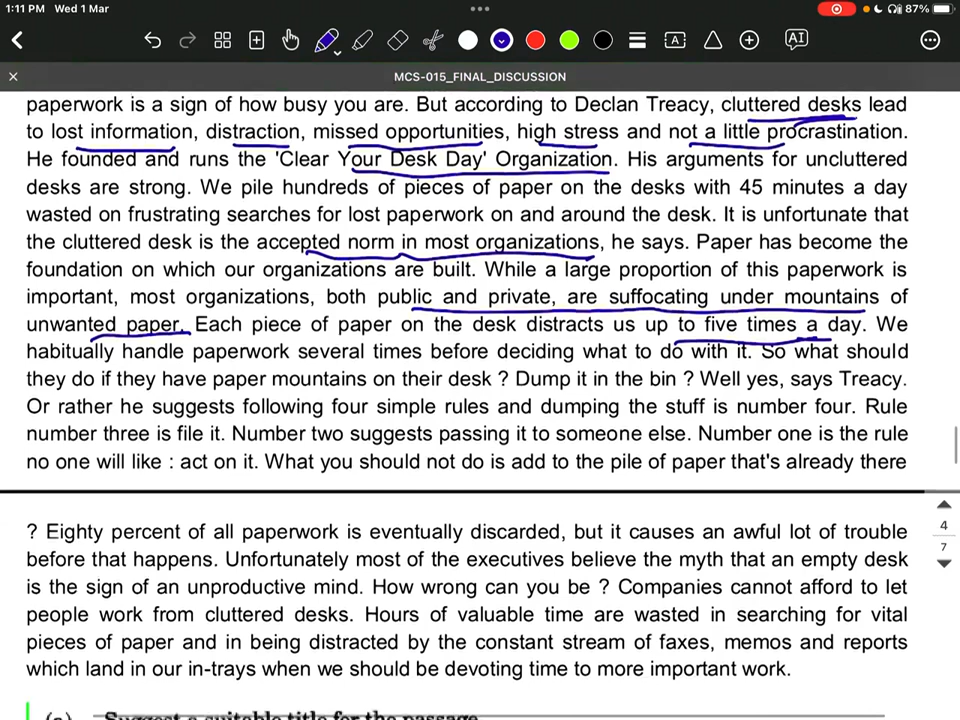 1:11 PM Wed 1 Mar
87%
A
AI
MCS-015_FINAL_DISCUSSION
paperwork is a sign of how busy you are. But according to Declan Treacy, cluttered desks lead
to lost information, distraction, missed opportunities, high stress and not a little procrastination.
He founded and runs the 'Clear Your Desk Day' Organization. His arguments for uncluttered
desks are strong. We pile hundreds of pieces of paper on the desks with 45 minutes a day
wasted on frustrating searches for lost paperwork on and around the desk. It is unfortunate that
the cluttered desk is the accepted norm in most organizations, he says. Paper has become the
foundation on which our organizations are built. While a large proportion of this paperwork is
important, most organizations, both public and private, are suffocating under mountains of
unwanted paper. Each piece of paper on the desk distracts us up to five times a day. We
habitually handle paperwork several times before deciding what to do with it. So what should
they do if they have paper mountains on their desk ? Dump it in the bin ? Well yes, says Treacy.
Or rather he suggests following four simple rules and dumping the stuff is number four. Rule
number three is file it. Number two suggests passing it to someone else. Number one is the rule
no one will like : act on it. What you should not do is add to the pile of paper that's already there
4
7
? Eighty percent of all paperwork is eventually discarded, but it causes an awful lot of trouble
before that happens. Unfortunately most of the executives believe the myth that an empty desk
is the sign of an unproductive mind. How wrong can you be ? Companies cannot afford to let
people work from cluttered desks. Hours of valuable time are wasted in searching for vital
pieces of paper and in being distracted by the constant stream of faxes, memos and reports
which land in our in-trays when we should be devoting time to more important work.
(a) Suggest a suitable title for the passage